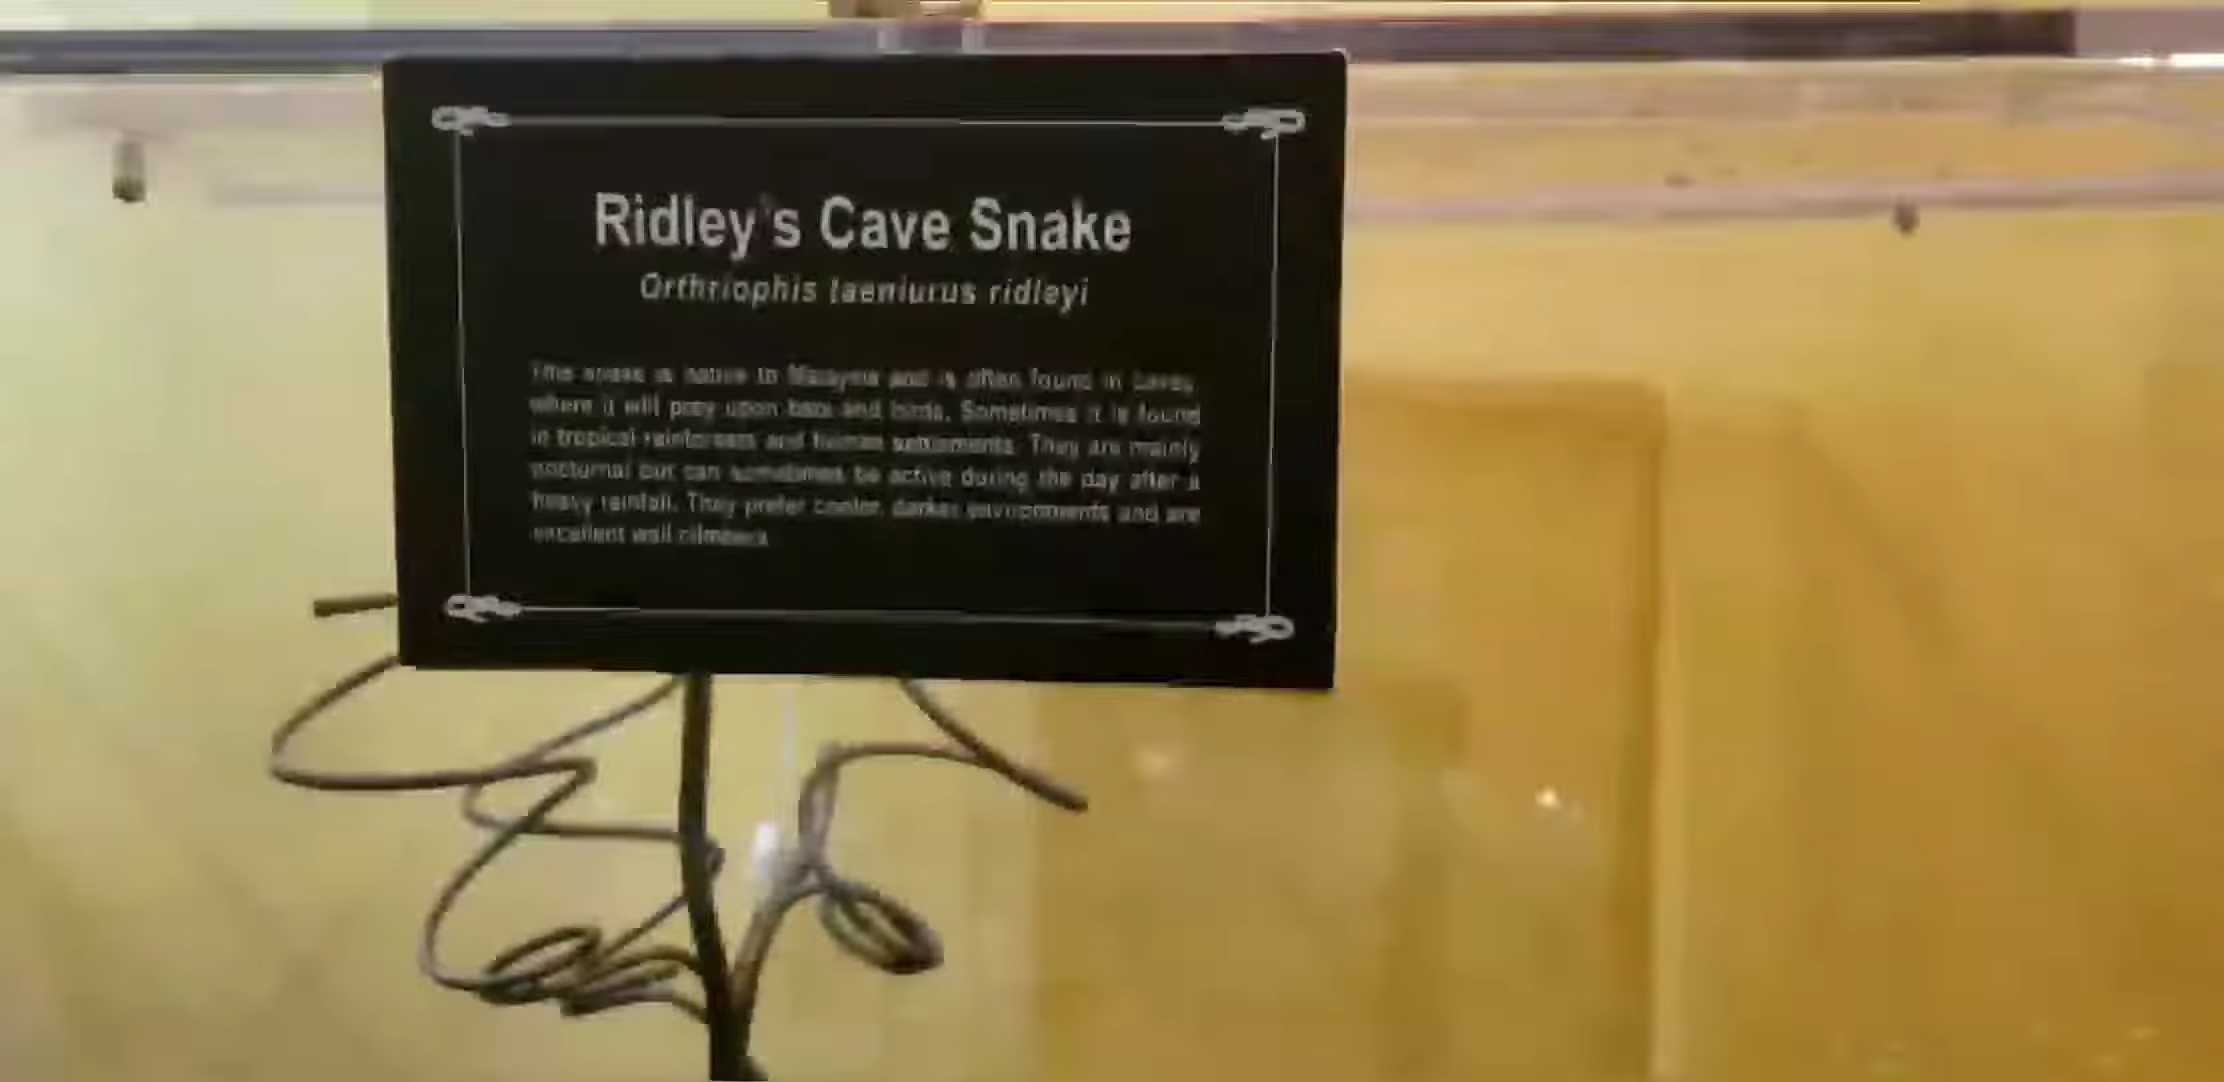 Ridley's Cave Snake
Orthriophis taeniurus ridleyi
This snake is native to Malaysia and is often found in caves,
where it will prey upon bats and birds. Sometimes it is found
in tropical rainforests and human settlements. They are mainly
nocturnal but can sometimes be active during the day after a
heavy rainfall. They prefer cooler, darker environments and are
excellent wall climbers.